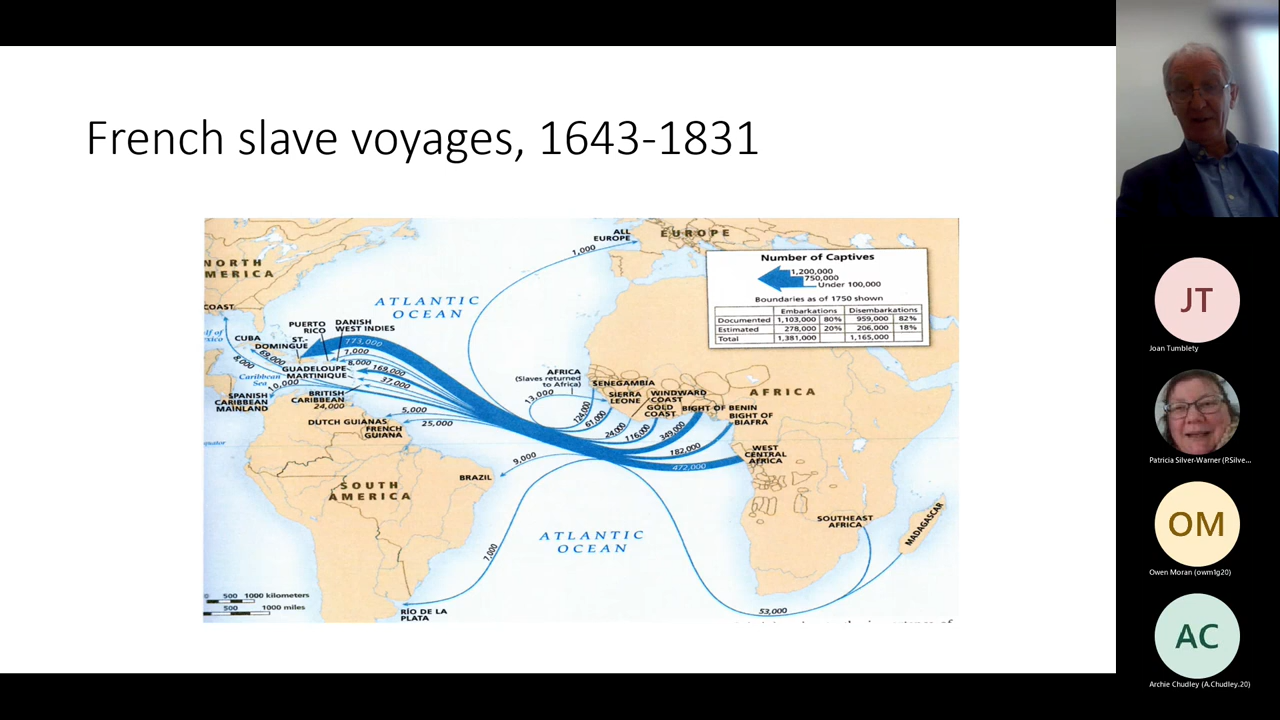 French slave voyages, 1643-1831
ALL
EUROPE
EUROPE
1,000
NORTH
MERICA
Number of Captives
1,200,000
750,000
Under 100,000
Boundaries as of 1750 shown
Embarkations Disembarkations
Documented 1,103,000 80% 959,000 82%
Estimated 278,000 20% 206,000 18%
Total 1,381,000 1,165,000
ATLANTIC
OCEAN
COAST
PUERTO
RICO
DANISH
WEST INDIES
CUBA
ST.-
DOMINGUE
773,000
7,000
8,000
169,000
37,000
69,000
8,000
GUADELOUPE
MARTINIQUE
Caribbean
Sea
10,000
SPANISH
CARIBBEAN
MAINLAND
BRITISH
CARIBBEAN
24,000
DUTCH GUIANAS
FRENCH
GUIANA
5,000
25,000
AFRICA
(Slaves returned
to Africa)
13,000
SENEGAMBIA
SIERRA
LEONE
WINDWARD
COAST
GOLD
COAST
BIGHT OF BENIN
BIGHT OF
BIAFRA
AFRICA
124,000
61,000
24,000
116,000
349,000
182,000
472,000
WEST
CENTRAL
AFRICA
9,000
BRAZIL
SOUTH
AMERICA
ATLANTIC
OCEAN
7,000
SOUTHEAST
AFRICA
MADAGASCAR
53,000
500 1000 kilometers
500 1000 miles
RÍO DE LA
PLATA
JT
Joan Tumblety
Patricia Silver-Warner (P.Silve...
OM
Owen Moran (owm1g20)
AC
Archie Chudley (A.Chudley.20)